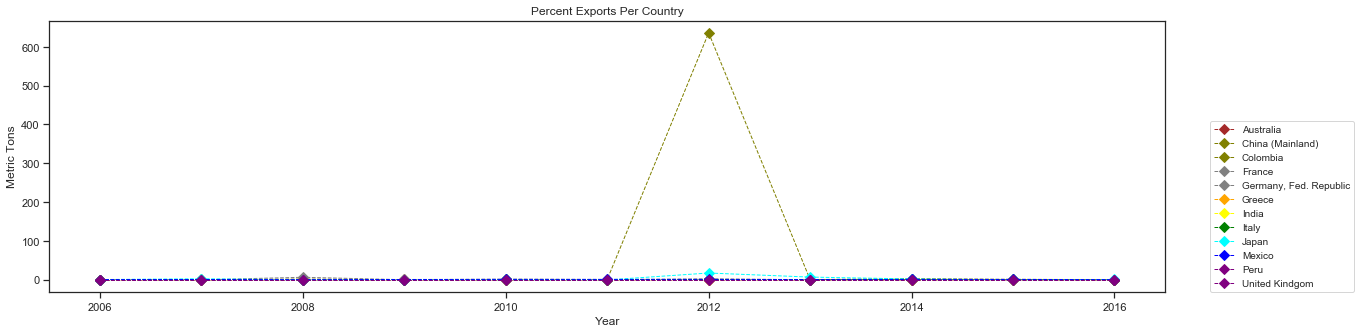 Percent Exports Per Country
Metric Tons
600
500
400
300
200
100
0
2006
2008
2010
2012
2014
2016
Year
Australia
China (Mainland)
Colombia
France
Germany, Fed. Republic
Greece
India
Italy
Japan
Mexico
Peru
United Kindgom